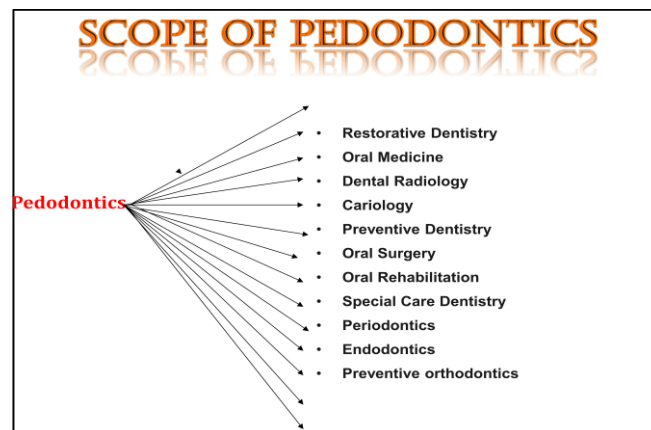 SCOPE OF PEDODONTICS
Pedodontics
• Restorative Dentistry
• Oral Medicine
• Dental Radiology
• Cariology
• Preventive Dentistry
• Oral Surgery
• Oral Rehabilitation
• Special Care Dentistry
• Periodontics
• Endodontics
• Preventive orthodontics